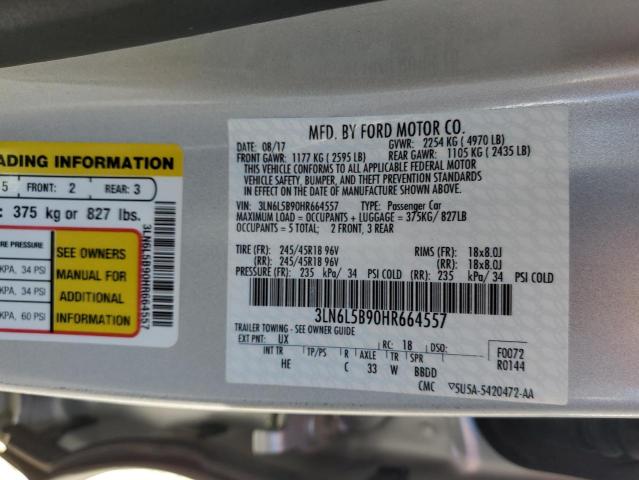 ADING INFORMATION
5 FRONT: 2 REAR: 3
: 375 kg or 827 lbs.
RE PRESSURE
KPA, 34 PSI
KPA, 34 PSI
KPA, 60 PSI
SEE OWNERS
MANUAL FOR
ADDITIONAL
INFORMATION
3LN6L5B90HR664557
MFD. BY FORD MOTOR CO.
DATE: 08/17 GVWR: 2254 KG ( 4970 LB)
FRONT GAWR: 1177 KG ( 2595 LB) REAR GAWR: 1105 KG ( 2435 LB)
THIS VEHICLE CONFORMS TO ALL APPLICABLE FEDERAL MOTOR
VEHICLE SAFETY, BUMPER, AND THEFT PREVENTION STANDARDS
IN EFFECT ON THE DATE OF MANUFACTURE SHOWN ABOVE.
VIN: 3LN6L5B90HR664557 TYPE: Passenger Car
MAXIMUM LOAD = OCCUPANTS + LUGGAGE = 375KG/ 827LB
OCCUPANTS = 5 TOTAL; 2 FRONT, 3 REAR
TIRE (FR): 245/45R18 96V RIMS (FR): 18x8.0J
(RR): 245/45R18 96V (RR): 18x8.0J
PRESSURE (FR): 235 kPa/ 34 PSI COLD (RR): 235 kPa/ 34 PSI COLD
3LN6L5B90HR664557
TRAILER TOWING - SEE OWNER GUIDE
EXT PNT: UX RC: 18 DSO: F0072
INT TR TP/PS R AXLE TR SPR R0144
HE C 33 W BBDD
CMC 5U5A-5420472-AA